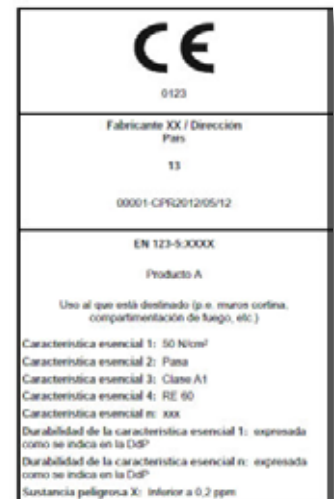 CE
0123
Fabricante XX / Dirección
País
13
00001-CPR2012/05/12
EN 123-5:XXXX
Producto A
Uso al que está destinado (p.e. muros cortina,
compartimentación de fuego, etc.)
Característica esencial 1: 50 N/cm²
Característica esencial 2: Pasa
Característica esencial 3: Clase A1
Característica esencial 4: RE 60
Característica esencial n: xxx
Durabilidad de la característica esencial 1: expresada
como se indica en la DdP
Durabilidad de la característica esencial n: expresada
como se indica en la DdP
Sustancia peligrosa X: Inferior a 0,2 ppm